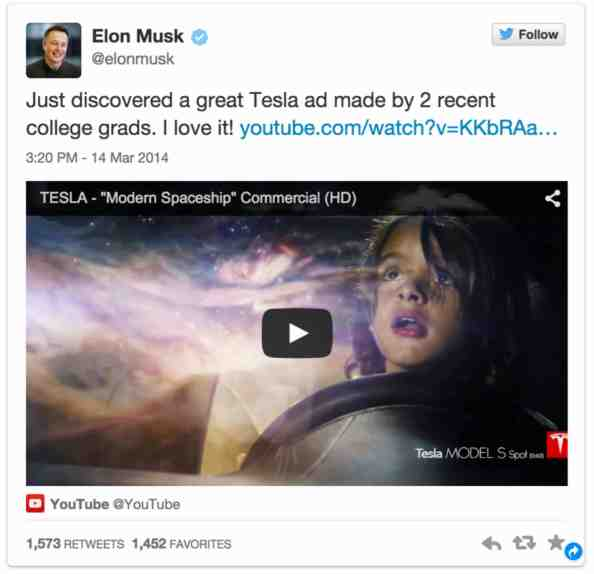 Elon Musk
Follow
@elonmusk
Just discovered a great Tesla ad made by 2 recent
college grads. I love it! youtube.com/watch?v=KKbRAa...
3:20 PM - 14 Mar 2014
TESLA - "Modern Spaceship" Commercial (HD)
Tesla MODEL S Spot
YouTube @YouTube
1,573 RETWEETS 1,452 FAVORITES